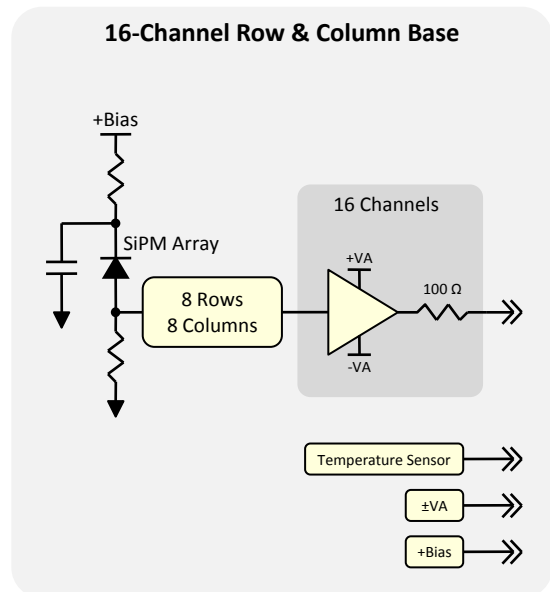 16-Channel Row & Column Base
+Bias
SiPM Array
8 Rows
8 Columns
16 Channels
+VA
-VA
100 Ω
Temperature Sensor
±VA
+Bias